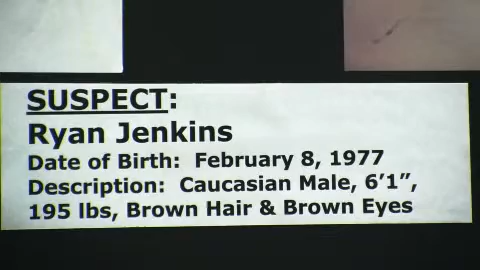 SUSPECT:
Ryan Jenkins
Date of Birth: February 8, 1977
Description: Caucasian Male, 6’1”,
195 lbs, Brown Hair & Brown Eyes